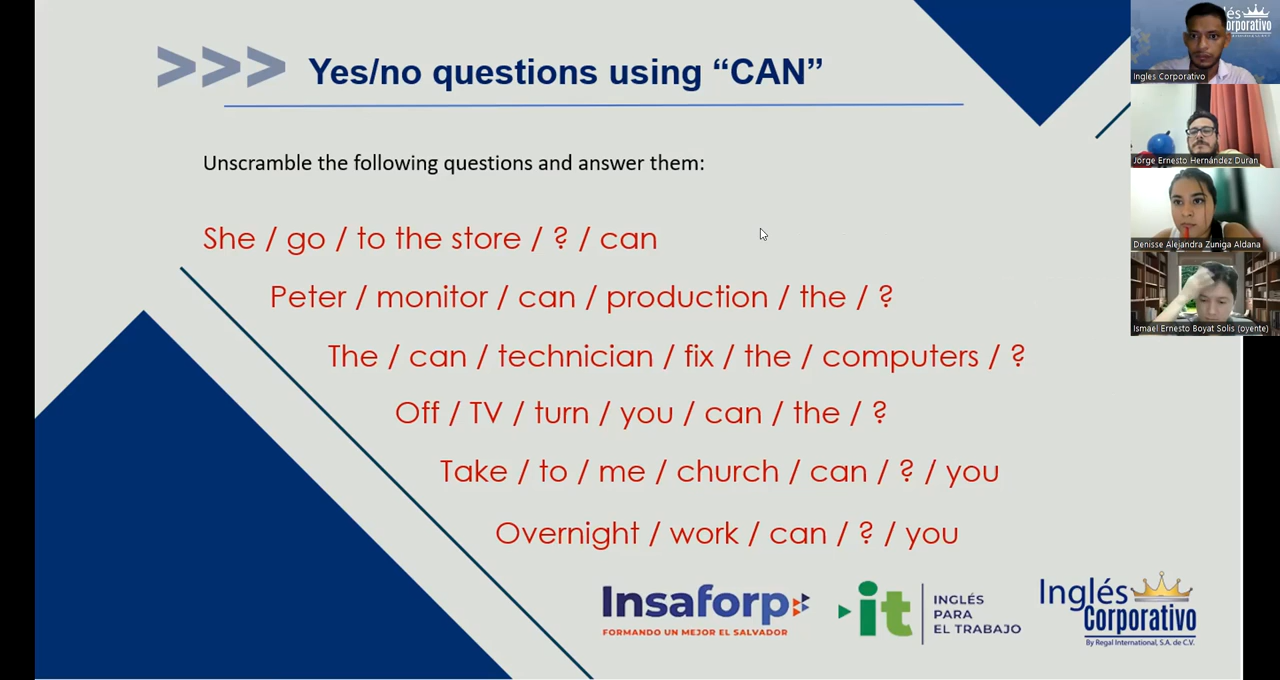 >>> Yes/no questions using “CAN”
Unscramble the following questions and answer them:
She / go / to the store / ? / can
Peter / monitor / can / production / the / ?
The / can / technician / fix / the / computers / ?
Off / TV / turn / you / can / the / ?
Take / to / me / church / can / ? / you
Overnight / work / can / ? / you
Insaforp
FORMANDO UN MEJOR EL SALVADOR
it
INGLÉS
PARA
EL TRABAJO
Inglés
Corporativo
By Regal International, S.A. de C.V.
Ingles Corporativo
Jorge Ernesto Hernández Duran
Denisse Alejandra Zuniga Aldana
Ismael Ernesto Boyat Solis (oyente)